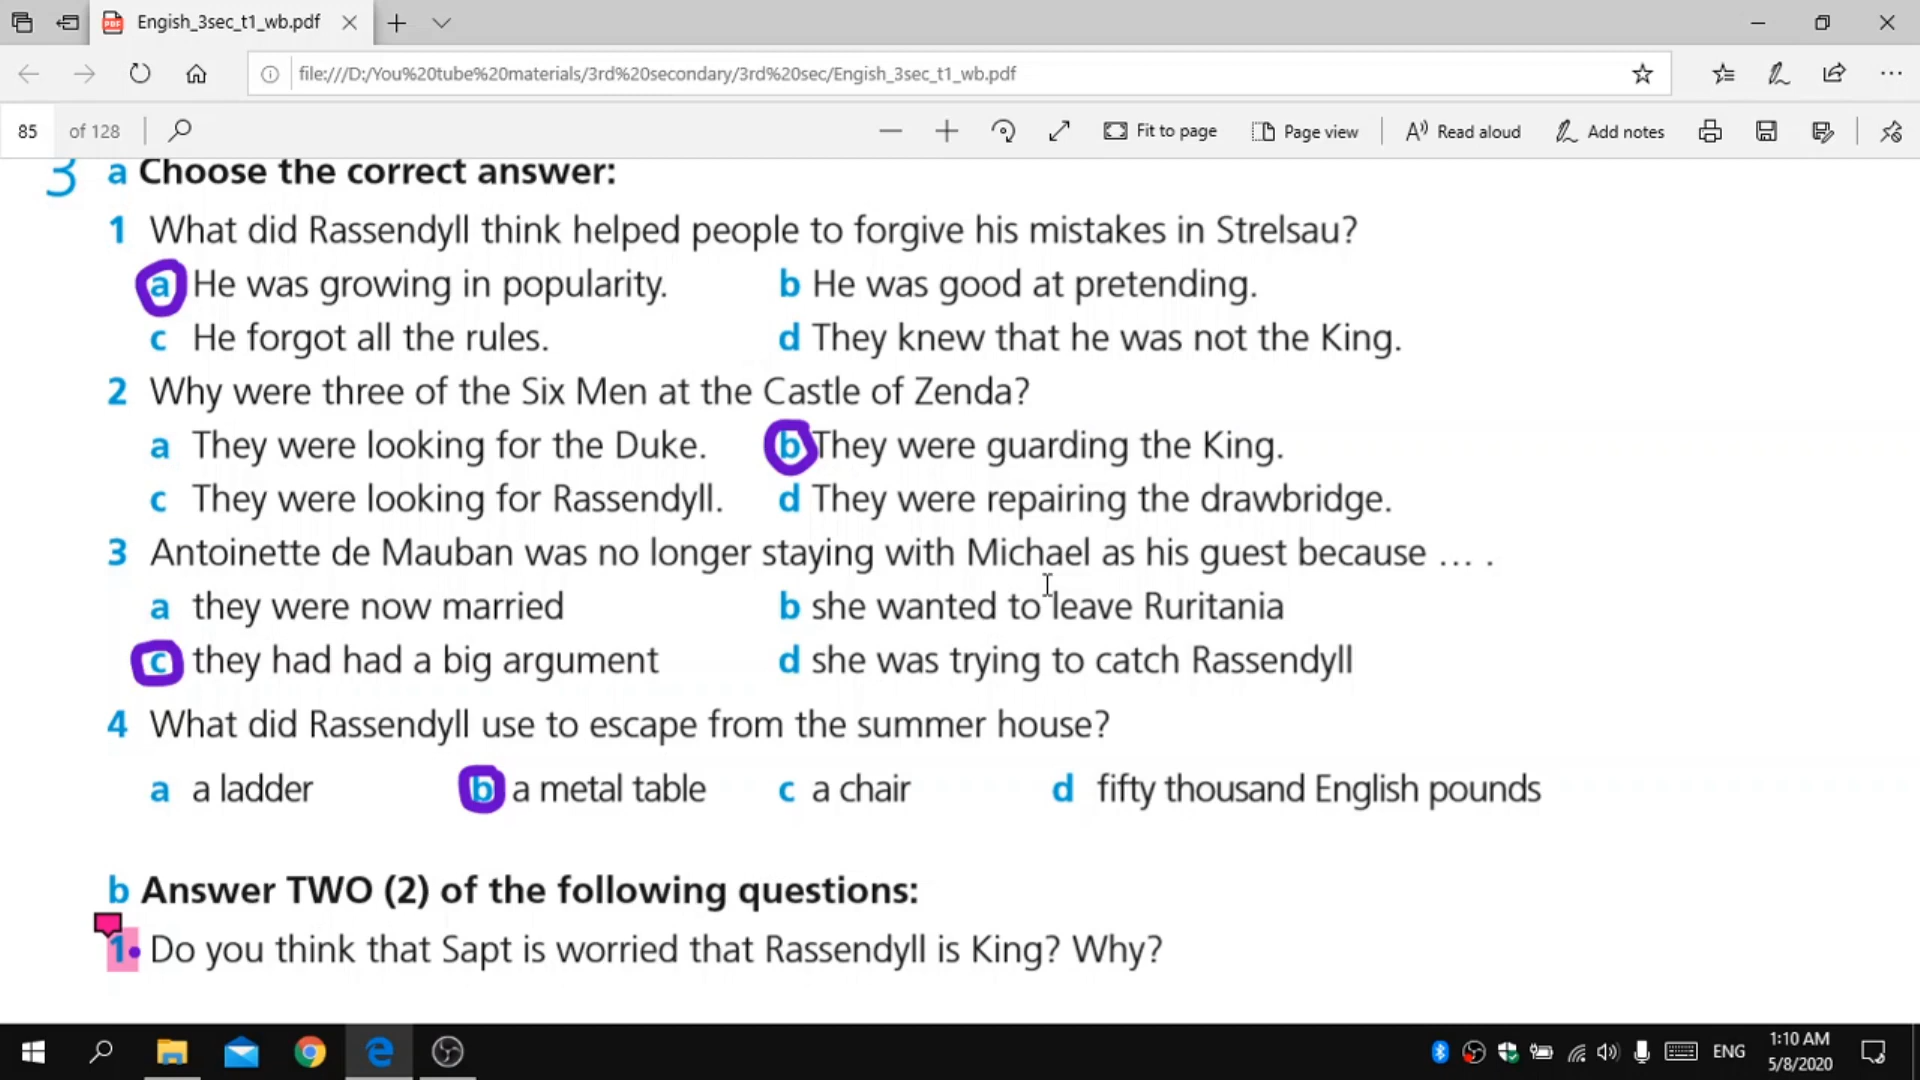 Engish_3sec_t1_wb.pdf
file:///D:/You%20tube%20materials/3rd%20secondary/3rd%20sec/Engish_3sec_t1_wb.pdf
85 of 128 Fit to page Page view Read aloud Add notes
3 a Choose the correct answer:
1 What did Rassendyll think helped people to forgive his mistakes in Strelsau?
a He was growing in popularity. b He was good at pretending.
c He forgot all the rules. d They knew that he was not the King.
2 Why were three of the Six Men at the Castle of Zenda?
a They were looking for the Duke. b They were guarding the King.
c They were looking for Rassendyll. d They were repairing the drawbridge.
3 Antoinette de Mauban was no longer staying with Michael as his guest because ... .
a they were now married b she wanted to leave Ruritania
c they had had a big argument d she was trying to catch Rassendyll
4 What did Rassendyll use to escape from the summer house?
a a ladder b a metal table c a chair d fifty thousand English pounds
b Answer TWO (2) of the following questions:
1 Do you think that Sapt is worried that Rassendyll is King? Why?
ENG 1:10 AM
5/8/2020